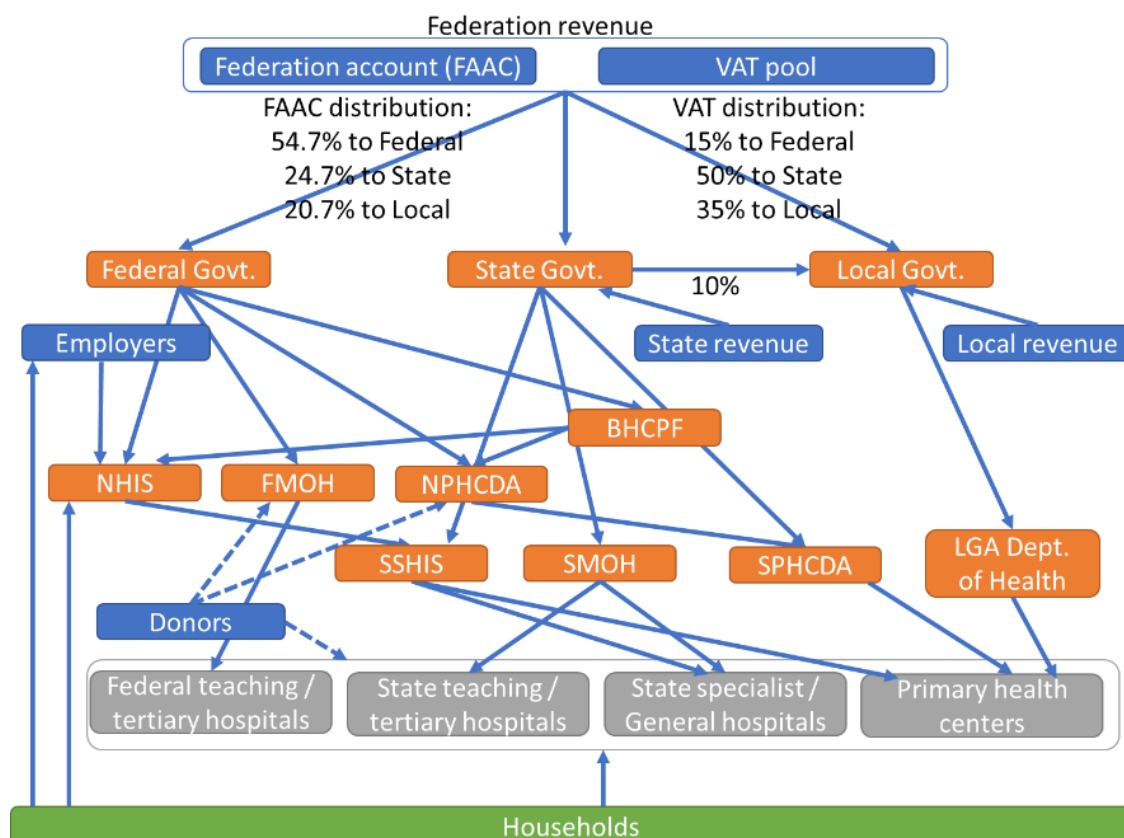 Federation revenue
Federation account (FAAC)
VAT pool
FAAC distribution:
54.7% to Federal
24.7% to State
20.7% to Local
VAT distribution:
15% to Federal
50% to State
35% to Local
Federal Govt.
State Govt.
10%
Local Govt.
Employers
State revenue
Local revenue
BHCPF
NHIS
FMOH
NPHCDA
SSHIS
SMOH
SPHCDA
LGA Dept.
of Health
Donors
Federal teaching /
tertiary hospitals
State teaching /
tertiary hospitals
State specialist /
General hospitals
Primary health
centers
Households